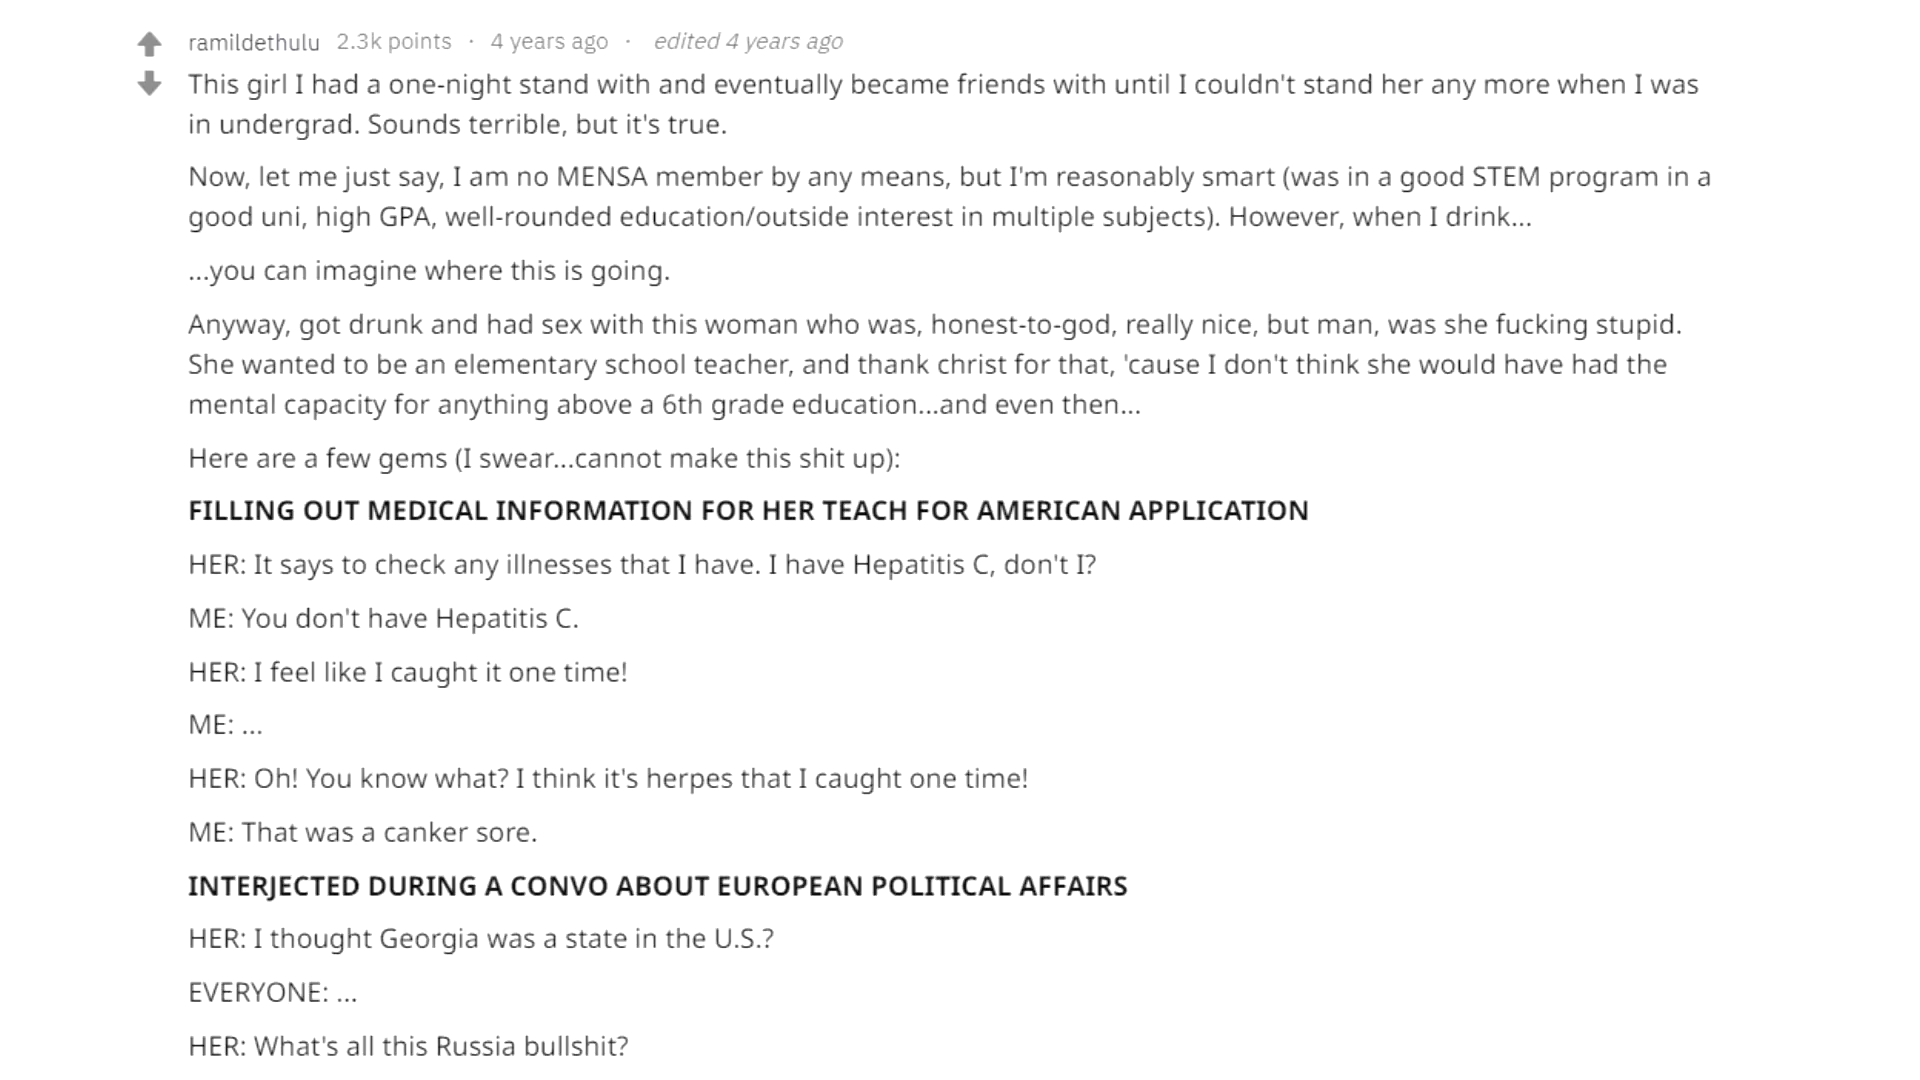 ramildethulu 2.3k points · 4 years ago · edited 4 years ago
This girl I had a one-night stand with and eventually became friends with until I couldn't stand her any more when I was
in undergrad. Sounds terrible, but it's true.
Now, let me just say, I am no MENSA member by any means, but I'm reasonably smart (was in a good STEM program in a
good uni, high GPA, well-rounded education/outside interest in multiple subjects). However, when I drink...
...you can imagine where this is going.
Anyway, got drunk and had sex with this woman who was, honest-to-god, really nice, but man, was she fucking stupid.
She wanted to be an elementary school teacher, and thank christ for that, 'cause I don't think she would have had the
mental capacity for anything above a 6th grade education...and even then...
Here are a few gems (I swear...cannot make this shit up):
FILLING OUT MEDICAL INFORMATION FOR HER TEACH FOR AMERICAN APPLICATION
HER: It says to check any illnesses that I have. I have Hepatitis C, don't I?
ME: You don't have Hepatitis C.
HER: I feel like I caught it one time!
ME: ...
HER: Oh! You know what? I think it's herpes that I caught one time!
ME: That was a canker sore.
INTERJECTED DURING A CONVO ABOUT EUROPEAN POLITICAL AFFAIRS
HER: I thought Georgia was a state in the U.S.?
EVERYONE: ...
HER: What's all this Russia bullshit?